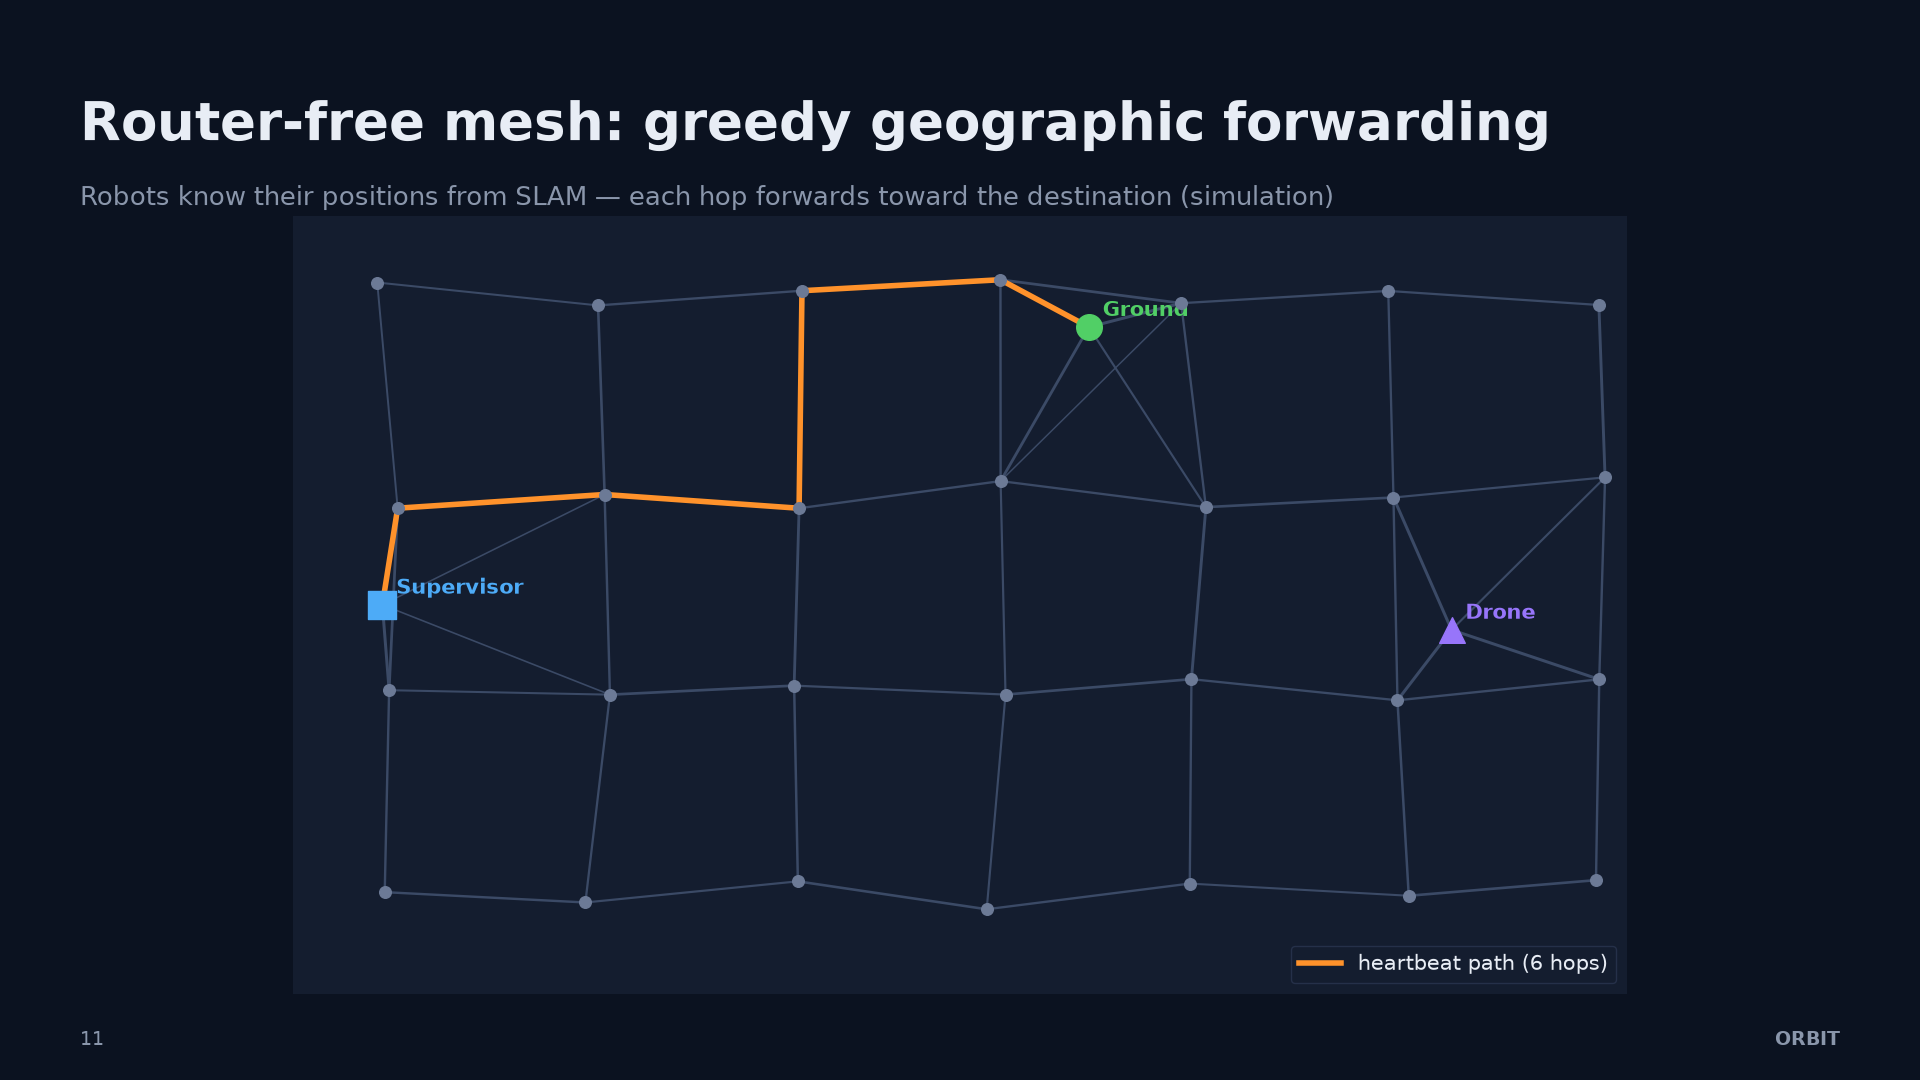 Router-free mesh: greedy geographic forwarding
Robots know their positions from SLAM — each hop forwards toward the destination (simulation)
Ground
Supervisor
Drone
heartbeat path (6 hops)
11
ORBIT